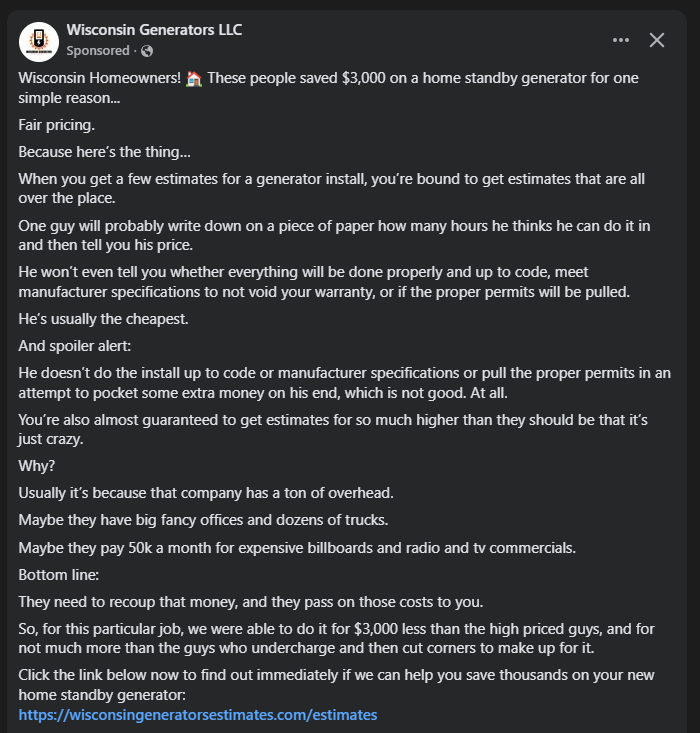 Wisconsin Generators LLC
Sponsored ·
Wisconsin Homeowners! 🏠 These people saved $3,000 on a home standby generator for one
simple reason...
Fair pricing.
Because here's the thing...
When you get a few estimates for a generator install, you're bound to get estimates that are all
over the place.
One guy will probably write down on a piece of paper how many hours he thinks he can do it in
and then tell you his price.
He won't even tell you whether everything will be done properly and up to code, meet
manufacturer specifications to not void your warranty, or if the proper permits will be pulled.
He's usually the cheapest.
And spoiler alert:
He doesn't do the install up to code or manufacturer specifications or pull the proper permits in an
attempt to pocket some extra money on his end, which is not good. At all.
You're also almost guaranteed to get estimates for so much higher than they should be that it's
just crazy.
Why?
Usually it's because that company has a ton of overhead.
Maybe they have big fancy offices and dozens of trucks.
Maybe they pay 50k a month for expensive billboards and radio and tv commercials.
Bottom line:
They need to recoup that money, and they pass on those costs to you.
So, for this particular job, we were able to do it for $3,000 less than the high priced guys, and for
not much more than the guys who undercharge and then cut corners to make up for it.
Click the link below now to find out immediately if we can help you save thousands on your new
home standby generator:
https://wisconsingeneratorsestimates.com/estimates